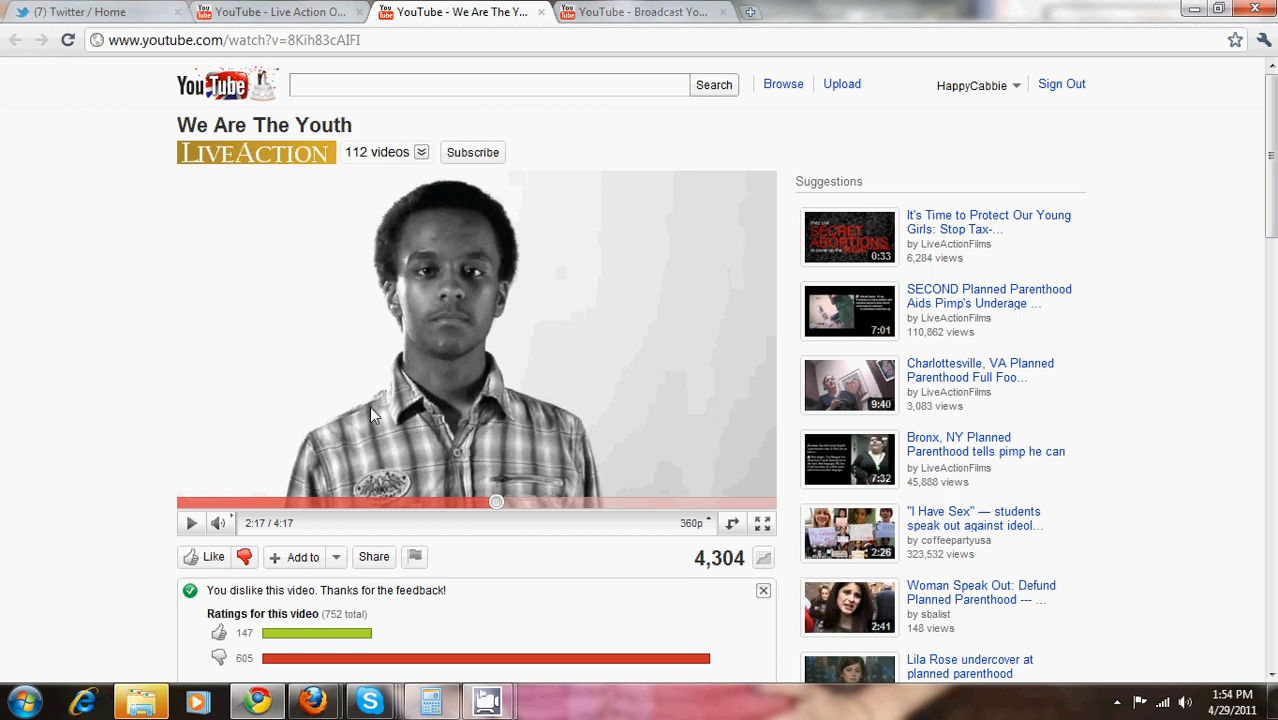 Twitter / Home
YouTube - Live Action O...
YouTube - We Are The Y...
YouTube - Broadcast Yo...
www.youtube.com/watch?v=8Kih83cAIFI
YouTube
Search
Browse
Upload
HappyCabbie
Sign Out
We Are The Youth
LIVEACTION
112 videos
Subscribe
2:17 / 4:17
360p
Like
Add to
Share
4,304
You dislike this video. Thanks for the feedback!
Ratings for this video (752 total)
147
605
Suggestions
SECRET
ABORTIONS
0:33
It's Time to Protect Our Young
Girls: Stop Tax-...
by LiveActionFilms
6,284 views
7:01
SECOND Planned Parenthood
Aids Pimp's Underage ...
by LiveActionFilms
110,862 views
9:40
Charlottesville, VA Planned
Parenthood Full Foo...
by LiveActionFilms
3,083 views
7:32
Bronx, NY Planned
Parenthood tells pimp he can
by LiveActionFilms
45,888 views
2:26
"I Have Sex" — students
speak out against ideol...
by coffeepartyusa
323,532 views
2:41
Woman Speak Out: Defund
Planned Parenthood --- ...
by sbalist
148 views
Lila Rose undercover at
planned parenthood
1:54 PM
4/29/2011